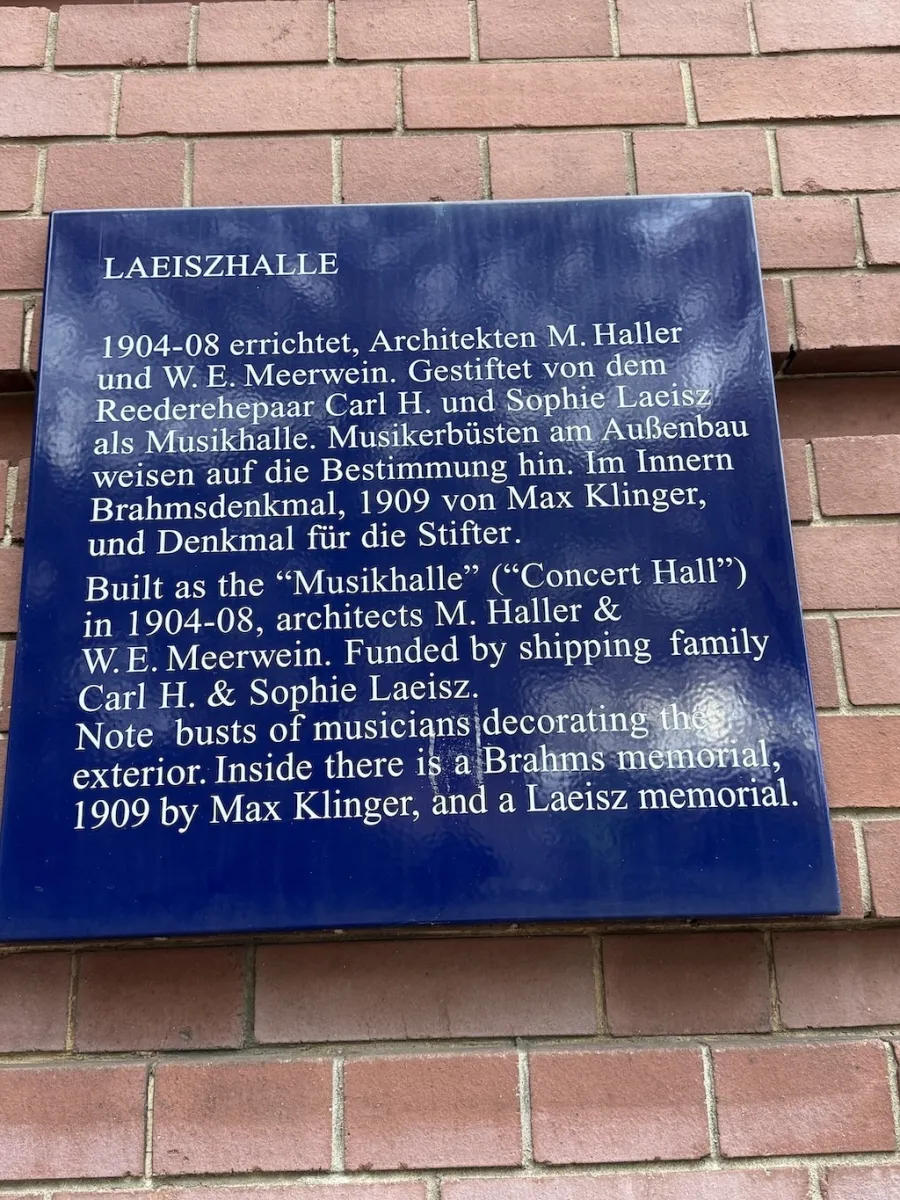 LAEISZHALLE
1904-08 errichtet, Architekten M. Haller
und W. E. Meerwein. Gestiftet von dem
Reederehepaar Carl H. und Sophie Laeisz
als Musikhalle. Musikerbüsten am Außenbau
weisen auf die Bestimmung hin. Im Innern
Brahmsdenkmal, 1909 von Max Klinger,
und Denkmal für die Stifter.
Built as the “Musikhalle” (“Concert Hall”)
in 1904-08, architects M. Haller &
W. E. Meerwein. Funded by shipping family
Carl H. & Sophie Laeisz.
Note busts of musicians decorating the
exterior. Inside there is a Brahms memorial,
1909 by Max Klinger, and a Laeisz memorial.